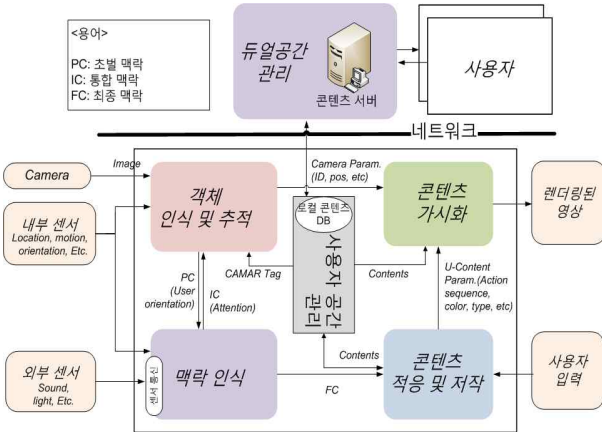 <용어>
PC: 초벌 맥락
IC: 통합 맥락
FC: 최종 맥락
듀얼공간
관리
콘텐츠 서버
사용자
네트워크
Camera
Image
객체
인식 및 추적
Camera Param.
(ID, pos, etc)
콘텐츠
가시화
렌더링된
영상
내부 센서
Location, motion,
orientation, Etc.
로컬 콘텐츠
DB
사용자 공간
관리
CAMAR Tag
Contents
PC
(User
orientation)
IC
(Attention)
U-Content
Param.(Action
sequence,
color, type, etc)
외부 센서
Sound,
light, Etc.
센서 통신
맥락 인식
Contents
FC
콘텐츠
적응 및 저작
사용자
입력